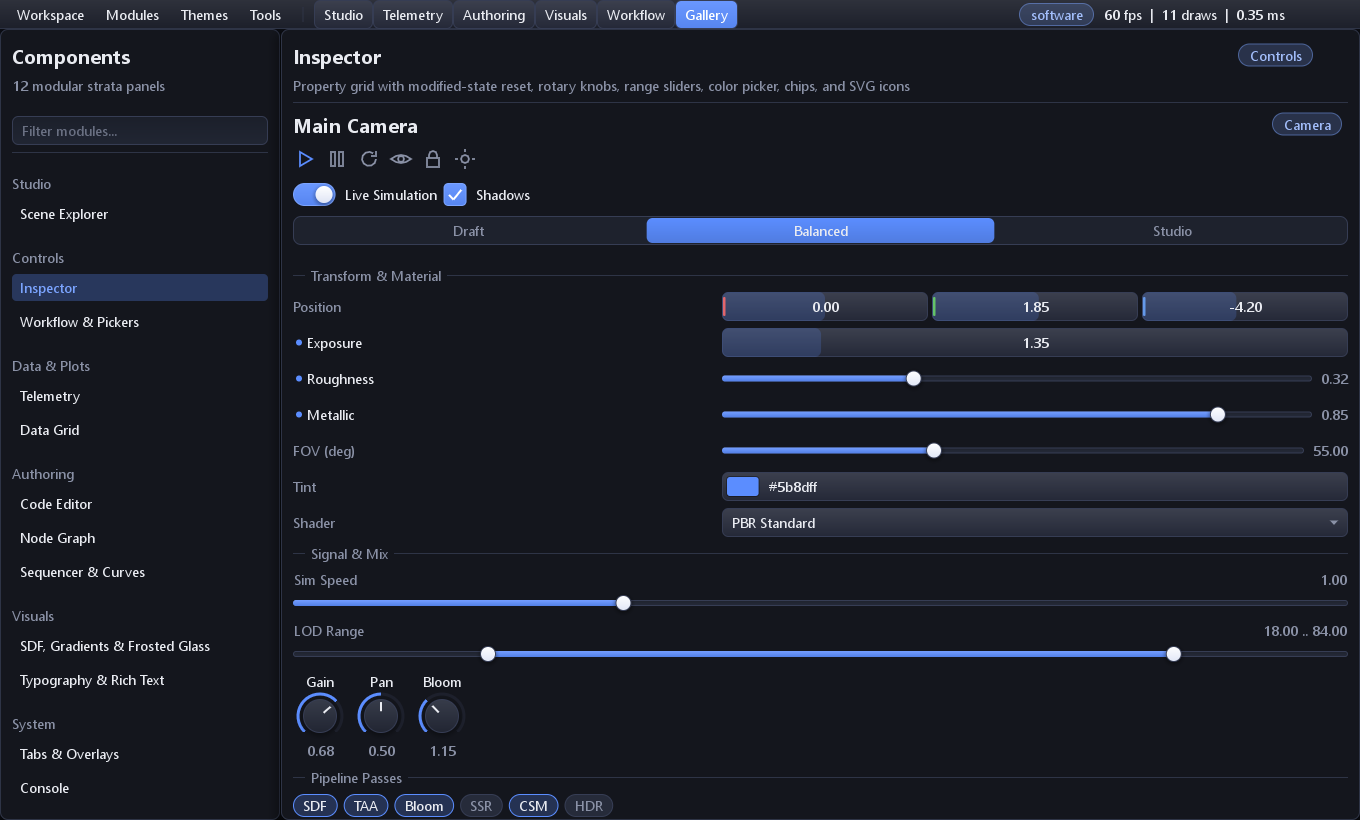 Workspace Modules Themes Tools Studio Telemetry Authoring Visuals Workflow Gallery software 60 fps | 11 draws | 0.35 ms
Components
12 modular strata panels
Filter modules...
Studio
Scene Explorer
Controls
Inspector
Workflow & Pickers
Data & Plots
Telemetry
Data Grid
Authoring
Code Editor
Node Graph
Sequencer & Curves
Visuals
SDF, Gradients & Frosted Glass
Typography & Rich Text
System
Tabs & Overlays
Console
Inspector Controls
Property grid with modified-state reset, rotary knobs, range sliders, color picker, chips, and SVG icons
Main Camera Camera
Live Simulation Shadows
Draft Balanced Studio
Transform & Material
Position 0.00 1.85 -4.20
Exposure 1.35
Roughness 0.32
Metallic 0.85
FOV (deg) 55.00
Tint #5b8dff
Shader PBR Standard
Signal & Mix
Sim Speed 1.00
LOD Range 18.00 .. 84.00
Gain Pan Bloom
0.68 0.50 1.15
Pipeline Passes
SDF TAA Bloom SSR CSM HDR